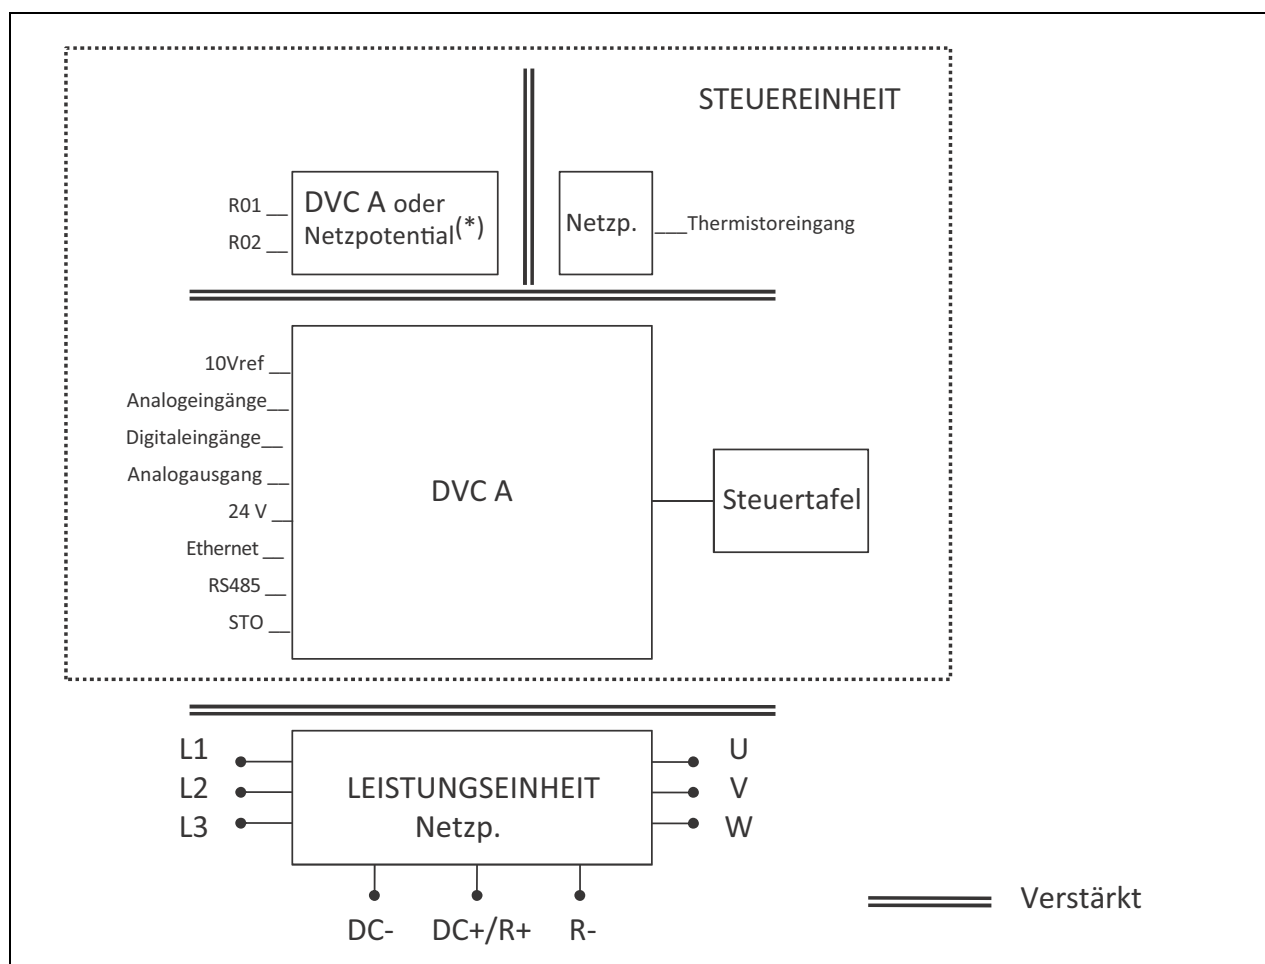 STEUEREINHEIT
R01
R02
DVC A oder
Netzpotential(*)
Netzp.
Thermistoreingang
10Vref
Analogeingänge
Digitaleingänge
Analogausgang
24 V
Ethernet
RS485
STO
DVC A
Steuertafel
L1
L2
L3
LEISTUNGSEINHEIT
Netzp.
U
V
W
DC-
DC+/R+
R-
Verstärkt